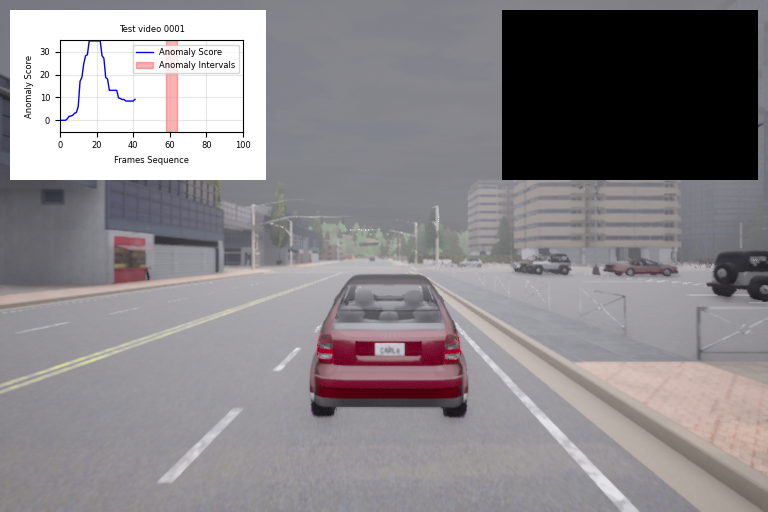 Test video 0001
Anomaly Score
30
20
10
0
Anomaly Score
Anomaly Intervals
0 20 40 60 80 100
Frames Sequence
CARLA